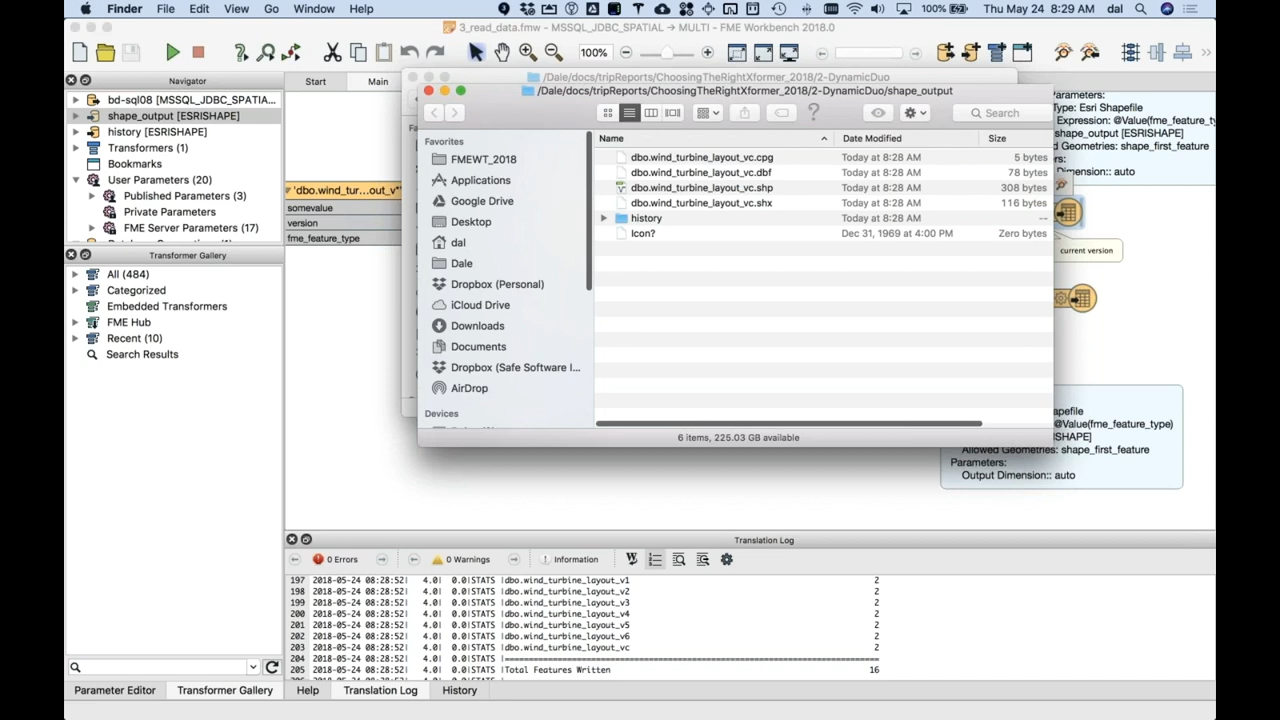 Finder File Edit View Go Window Help 100% Thu May 24 8:29 AM dal
3_read_data.fmw - MSSQL_JDBC_SPATIAL → MULTI - FME Workbench 2018.0
100%
Navigator
bd-sql08 [MSSQL_JDBC_SPATIA...
shape_output [ESRISHAPE]
history [ESRISHAPE]
Transformers (1)
Bookmarks
User Parameters (20)
Published Parameters (3)
Private Parameters
FME Server Parameters (17)
Transformer Gallery
All (484)
Categorized
Embedded Transformers
FME Hub
Recent (10)
Search Results
Parameter Editor Transformer Gallery
Start Main
'dbo.wind_tur...out_v*'
somevalue
version
fme_feature_type
/Dale/docs/tripReports/ChoosingTheRightXformer_2018/2-DynamicDuo
/Dale/docs/tripReports/ChoosingTheRightXformer_2018/2-DynamicDuo/shape_output
Search
Favorites
FMEWT_2018
Applications
Google Drive
Desktop
dal
Dale
Dropbox (Personal)
iCloud Drive
Downloads
Documents
Dropbox (Safe Software I...
AirDrop
Devices
Name Date Modified Size
dbo.wind_turbine_layout_vc.cpg Today at 8:28 AM 5 bytes
dbo.wind_turbine_layout_vc.dbf Today at 8:28 AM 78 bytes
dbo.wind_turbine_layout_vc.shp Today at 8:28 AM 308 bytes
dbo.wind_turbine_layout_vc.shx Today at 8:28 AM 116 bytes
history Today at 8:28 AM --
Icon? Dec 31, 1969 at 4:00 PM Zero bytes
6 items, 225.03 GB available
Parameters:
Type: Esri Shapefile
Expression: @Value(fme_feature_typ
shape_output [ESRISHAPE]
ed Geometries: shape_first_feature
ters:
: auto
current version
apefile
@Value(fme_feature_type)
HAPE]
Allowed Geometries: shape_first_feature
Parameters:
Output Dimension:: auto
Translation Log
0 Errors 0 Warnings Information
197 2018-05-24 08:28:52| 4.0| 0.0|STATS |dbo.wind_turbine_layout_v1 2
198 2018-05-24 08:28:52| 4.0| 0.0|STATS |dbo.wind_turbine_layout_v2 2
199 2018-05-24 08:28:52| 4.0| 0.0|STATS |dbo.wind_turbine_layout_v3 2
200 2018-05-24 08:28:52| 4.0| 0.0|STATS |dbo.wind_turbine_layout_v4 2
201 2018-05-24 08:28:52| 4.0| 0.0|STATS |dbo.wind_turbine_layout_v5 2
202 2018-05-24 08:28:52| 4.0| 0.0|STATS |dbo.wind_turbine_layout_v6 2
203 2018-05-24 08:28:52| 4.0| 0.0|STATS |dbo.wind_turbine_layout_vc 2
204 2018-05-24 08:28:52| 4.0| 0.0|STATS |==============================
205 2018-05-24 08:28:52| 4.0| 0.0|STATS |Total Features Written 16
Help Translation Log History